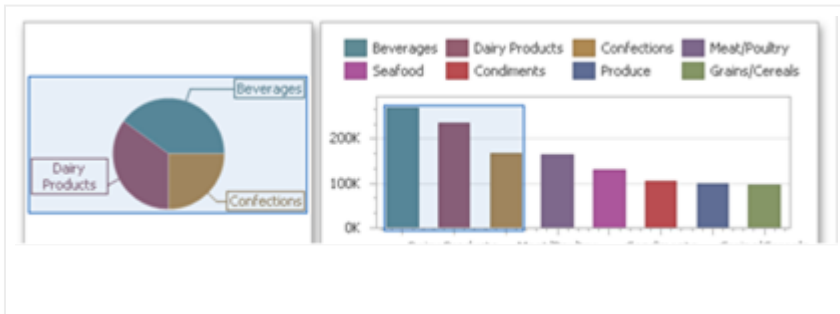 Beverages
Dairy
Products
Confections
Beverages Dairy Products Confections Meat/Poultry
Seafood Condiments Produce Grains/Cereals
200K
100K
0K